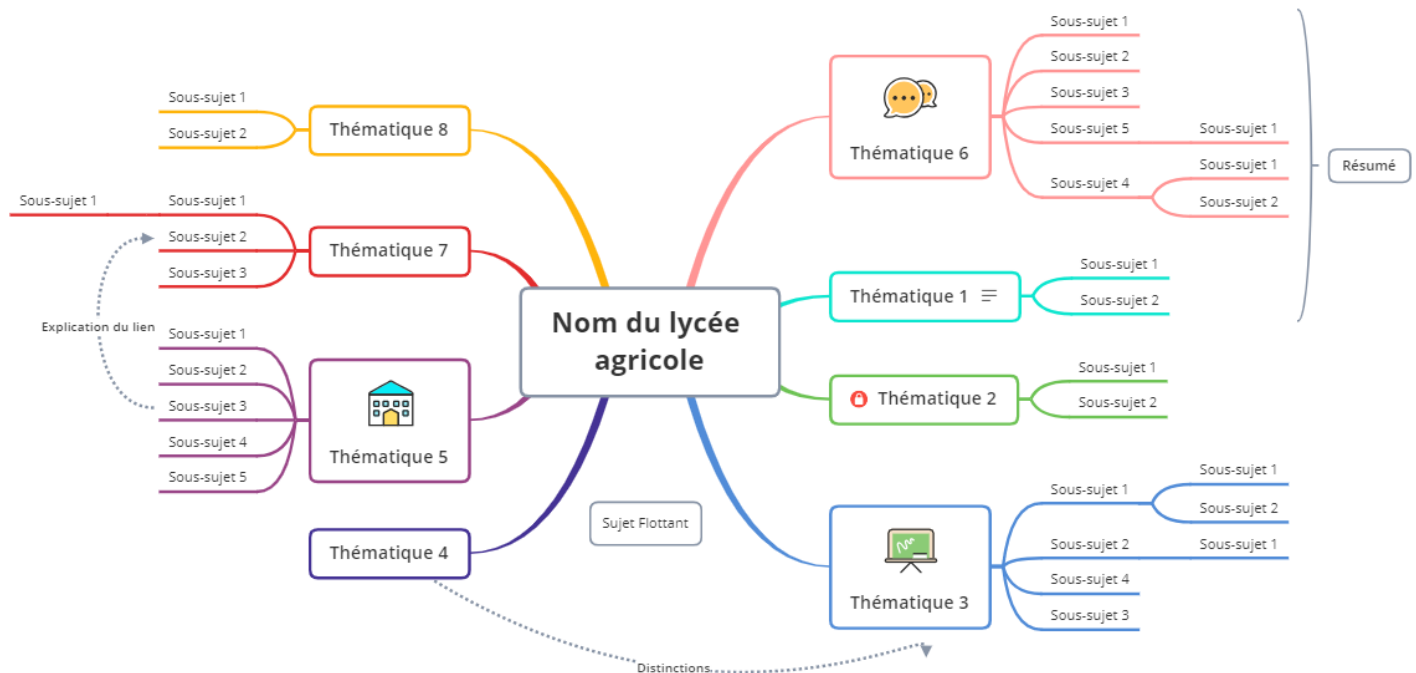 Nom du lycée
agricole
Thématique 6
Sous-sujet 1
Sous-sujet 2
Sous-sujet 3
Sous-sujet 5
Sous-sujet 1
Sous-sujet 4
Sous-sujet 1
Sous-sujet 2
Résumé
Thématique 1
Sous-sujet 1
Sous-sujet 2
Thématique 2
Sous-sujet 1
Sous-sujet 2
Thématique 3
Sous-sujet 1
Sous-sujet 1
Sous-sujet 2
Sous-sujet 2
Sous-sujet 1
Sous-sujet 4
Sous-sujet 3
Thématique 8
Sous-sujet 1
Sous-sujet 2
Thématique 7
Sous-sujet 1
Sous-sujet 1
Sous-sujet 2
Sous-sujet 3
Explication du lien
Thématique 5
Sous-sujet 1
Sous-sujet 2
Sous-sujet 3
Sous-sujet 4
Sous-sujet 5
Thématique 4
Sujet Flottant
Distinctions